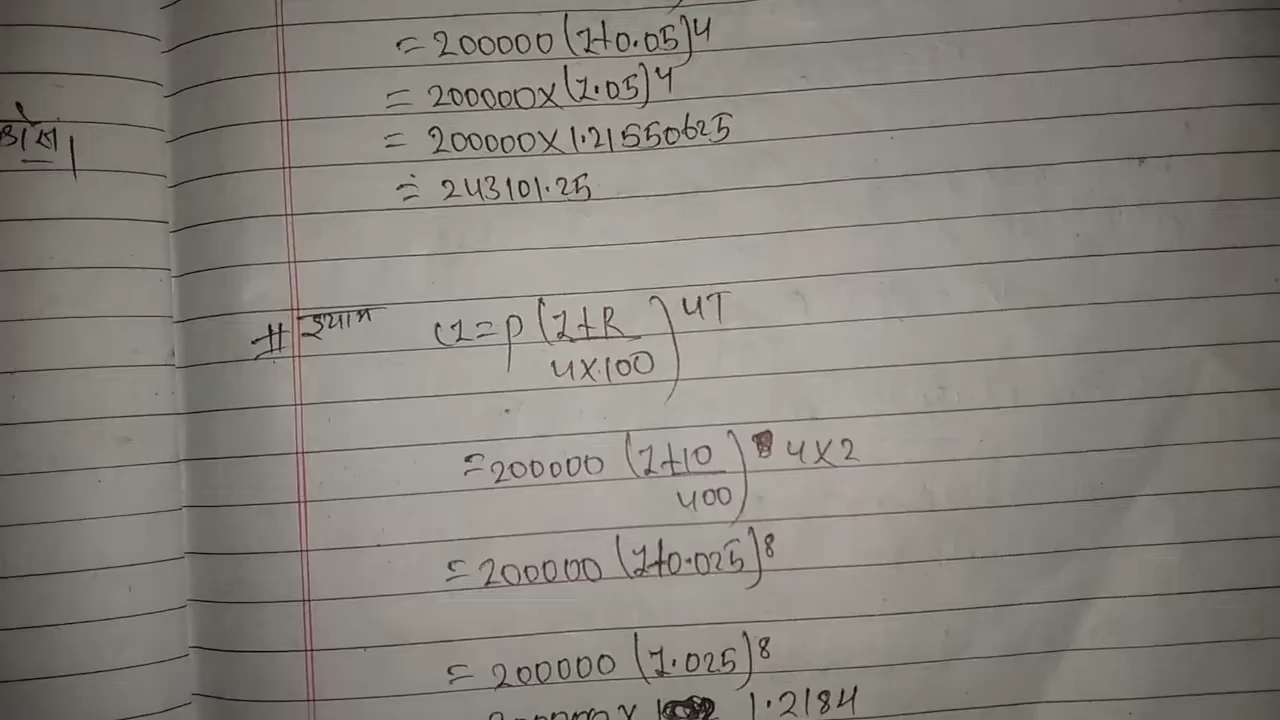 = 200000 (1+0.05)4
= 200000×(1.05)4
= 200000×1.21550625
= 243101.25
# श्याम CI = P (1+R / 4×100) 4T
= 200000 (1+10 / 400) 4×2
= 200000 (1+0.025)8
= 200000 (1.025)8
200000 × 1.2184